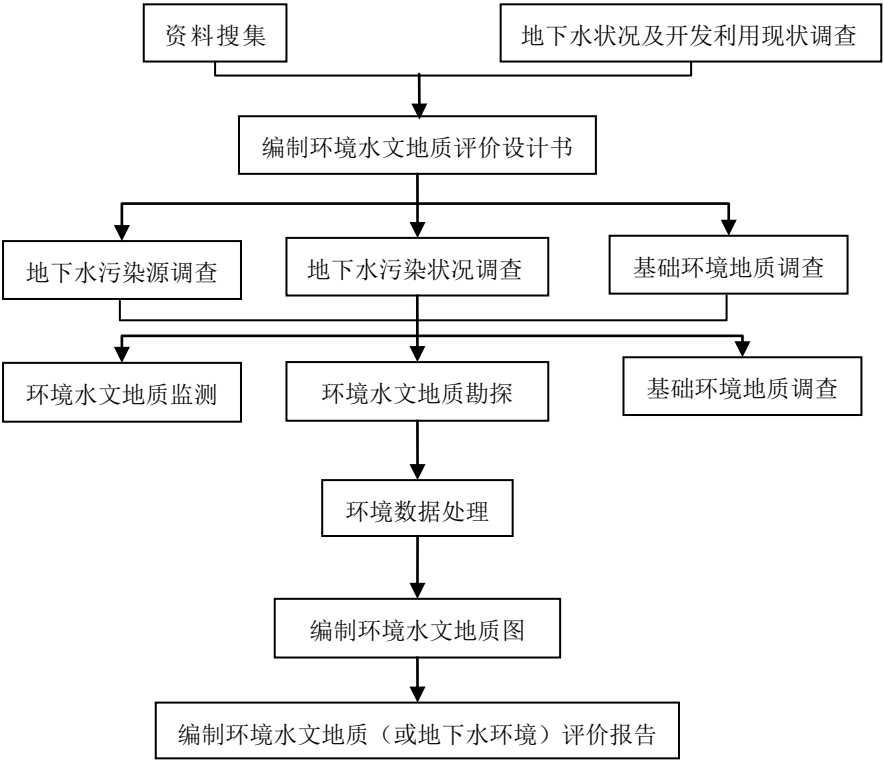 资料搜集
地下水状况及开发利用现状调查
编制环境水文地质评价设计书
地下水污染源调查
地下水污染状况调查
基础环境地质调查
环境水文地质监测
环境水文地质勘探
基础环境地质调查
环境数据处理
编制环境水文地质图
编制环境水文地质（或地下水环境）评价报告